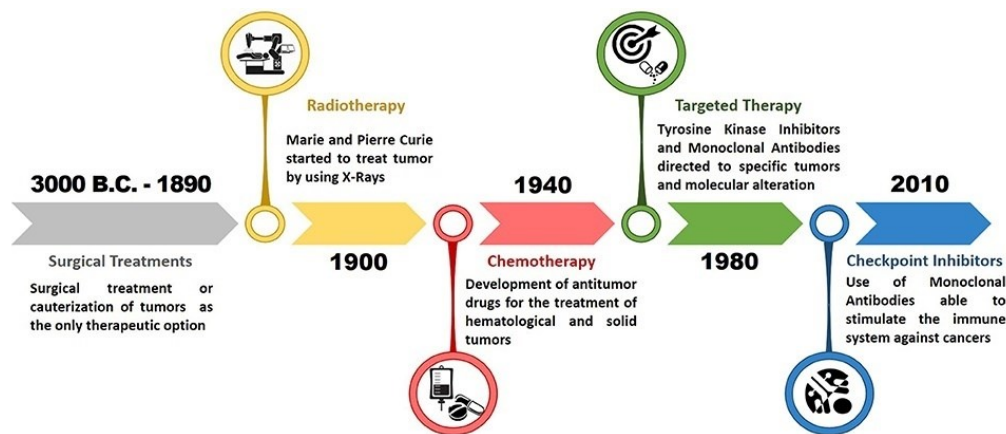 3000 B.C. - 1890
Surgical Treatments
Surgical treatment or
cauterization of tumors as
the only therapeutic option
Radiotherapy
Marie and Pierre Curie
started to treat tumor
by using X-Rays
1900
1940
Chemotherapy
Development of antitumor
drugs for the treatment of
hematological and solid
tumors
Targeted Therapy
Tyrosine Kinase Inhibitors
and Monoclonal Antibodies
directed to specific tumors
and molecular alteration
1980
2010
Checkpoint Inhibitors
Use of Monoclonal
Antibodies able to
stimulate the immune
system against cancers